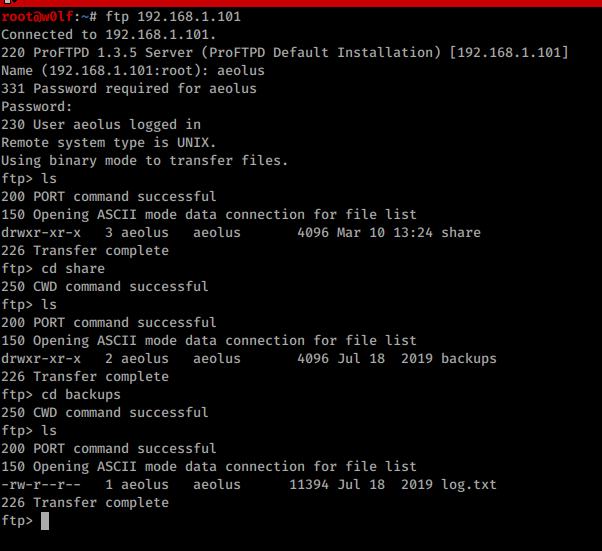 root@w0lf:~# ftp 192.168.1.101
Connected to 192.168.1.101.
220 ProFTPD 1.3.5 Server (ProFTPD Default Installation) [192.168.1.101]
Name (192.168.1.101:root): aeolus
331 Password required for aeolus
Password:
230 User aeolus logged in
Remote system type is UNIX.
Using binary mode to transfer files.
ftp> ls
200 PORT command successful
150 Opening ASCII mode data connection for file list
drwxr-xr-x   3 aeolus   aeolus       4096 Mar 10 13:24 share
226 Transfer complete
ftp> cd share
250 CWD command successful
ftp> ls
200 PORT command successful
150 Opening ASCII mode data connection for file list
drwxr-xr-x   2 aeolus   aeolus       4096 Jul 18  2019 backups
226 Transfer complete
ftp> cd backups
250 CWD command successful
ftp> ls
200 PORT command successful
150 Opening ASCII mode data connection for file list
-rw-r--r--   1 aeolus   aeolus      11394 Jul 18  2019 log.txt
226 Transfer complete
ftp>